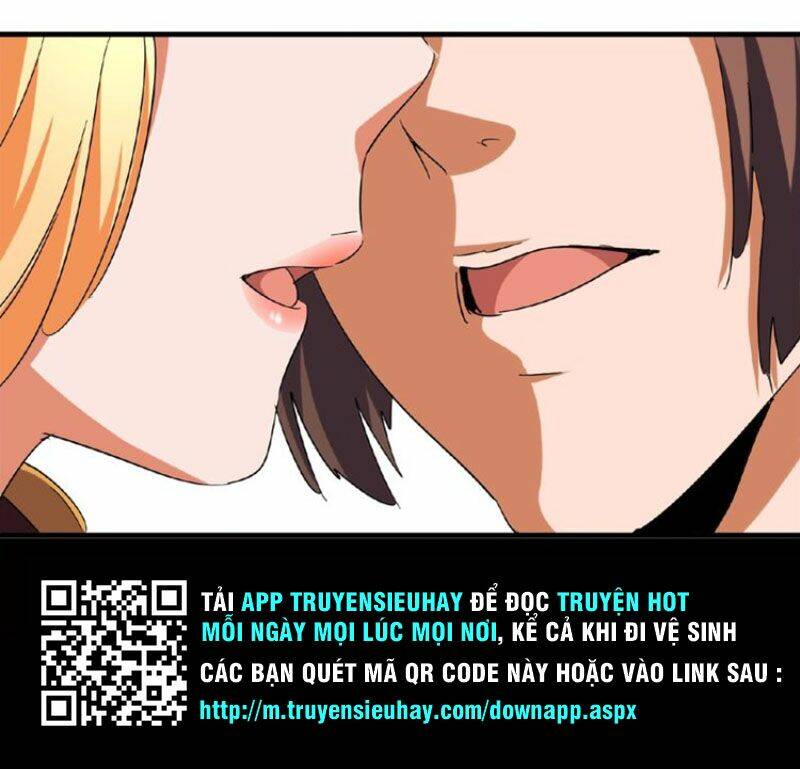 TẢI APP TRUYENSIEUHAY ĐỂ ĐỌC TRUYỆN HOT
MỖI NGÀY MỌI LÚC MỌI NƠI, KỂ CẢ KHI ĐI VỆ SINH
CÁC BẠN QUÉT MÃ QR CODE NÀY HOẶC VÀO LINK SAU :
http://m.truyensieuhay.com/downapp.aspx